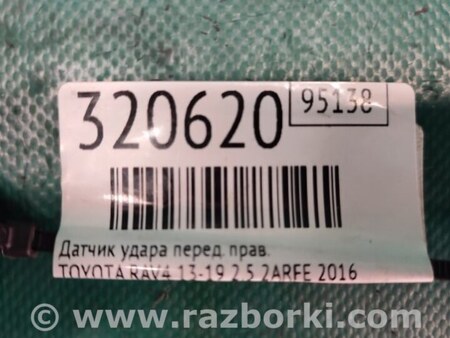 320620
95138
Датчик удара перед. прав.
TOYOTA RAV4 13-19 2.5 2ARFE 2016
© www.razborki.com